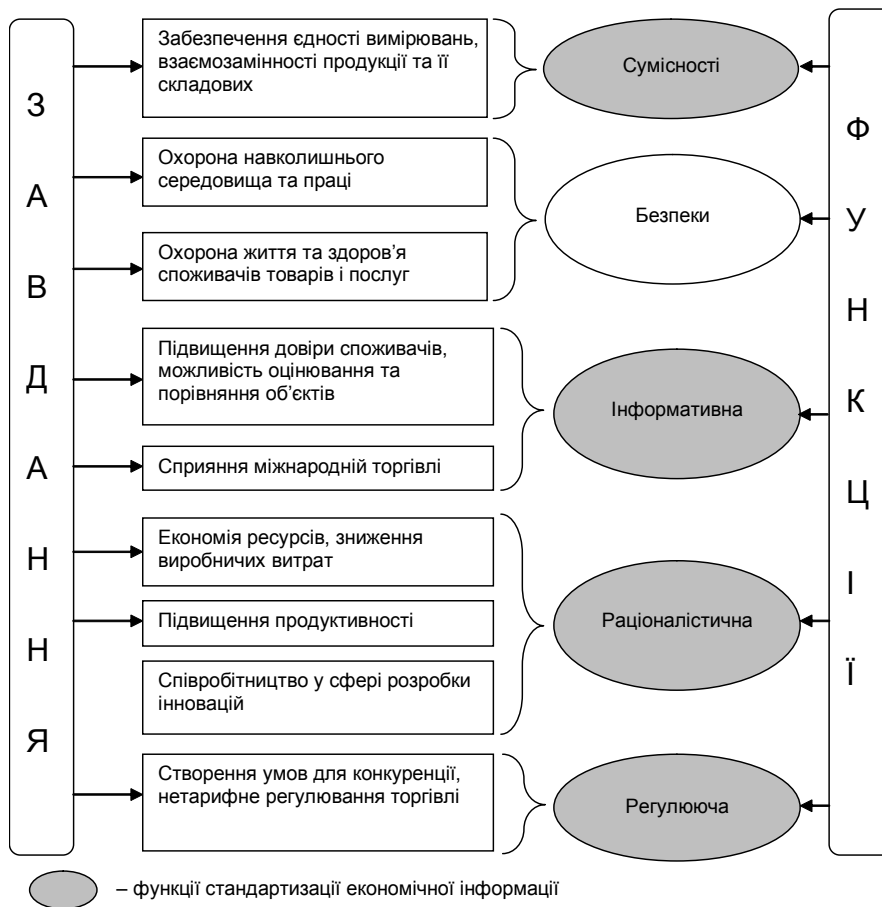 ЗАВДАННЯ
Забезпечення єдності вимірювань,
взаємозамінності продукції та її
складових
Охорона навколишнього
середовища та праці
Охорона життя та здоров’я
споживачів товарів і послуг
Підвищення довіри споживачів,
можливість оцінювання та
порівняння об’єктів
Сприяння міжнародній торгівлі
Економія ресурсів, зниження
виробничих витрат
Підвищення продуктивності
Співробітництво у сфері розробки
інновацій
Створення умов для конкуренції,
нетарифне регулювання торгівлі
Сумісності
Безпеки
Інформативна
Раціоналістична
Регулююча
ФУНКЦІЇ
– функції стандартизації економічної інформації